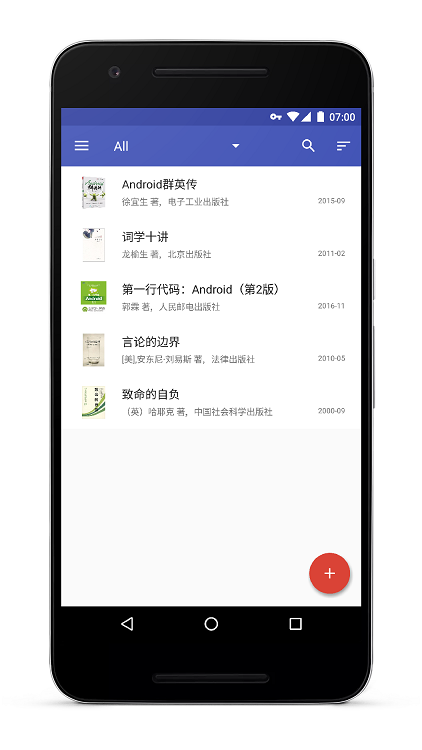 07:00
All
Android群英传
徐宜生 著，电子工业出版社
2015-09
词学十讲
龙榆生 著，北京出版社
2011-02
第一行代码：Android（第2版）
郭霖 著，人民邮电出版社
2016-11
言论的边界
[美],安东尼·刘易斯 著，法律出版社
2010-05
致命的自负
（英）哈耶克 著，中国社会科学出版社
2000-09